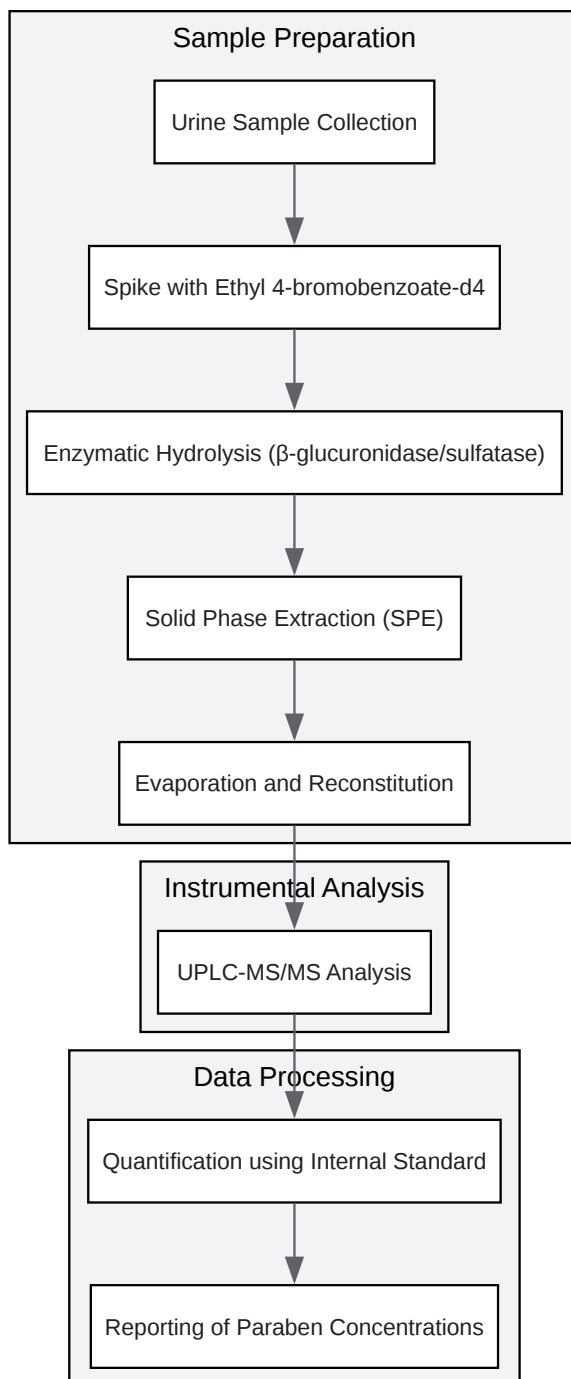 Sample Preparation
Urine Sample Collection
Spike with Ethyl 4-bromobenzoate-d4
Enzymatic Hydrolysis (β-glucuronidase/sulfatase)
Solid Phase Extraction (SPE)
Evaporation and Reconstitution
Instrumental Analysis
UPLC-MS/MS Analysis
Data Processing
Quantification using Internal Standard
Reporting of Paraben Concentrations